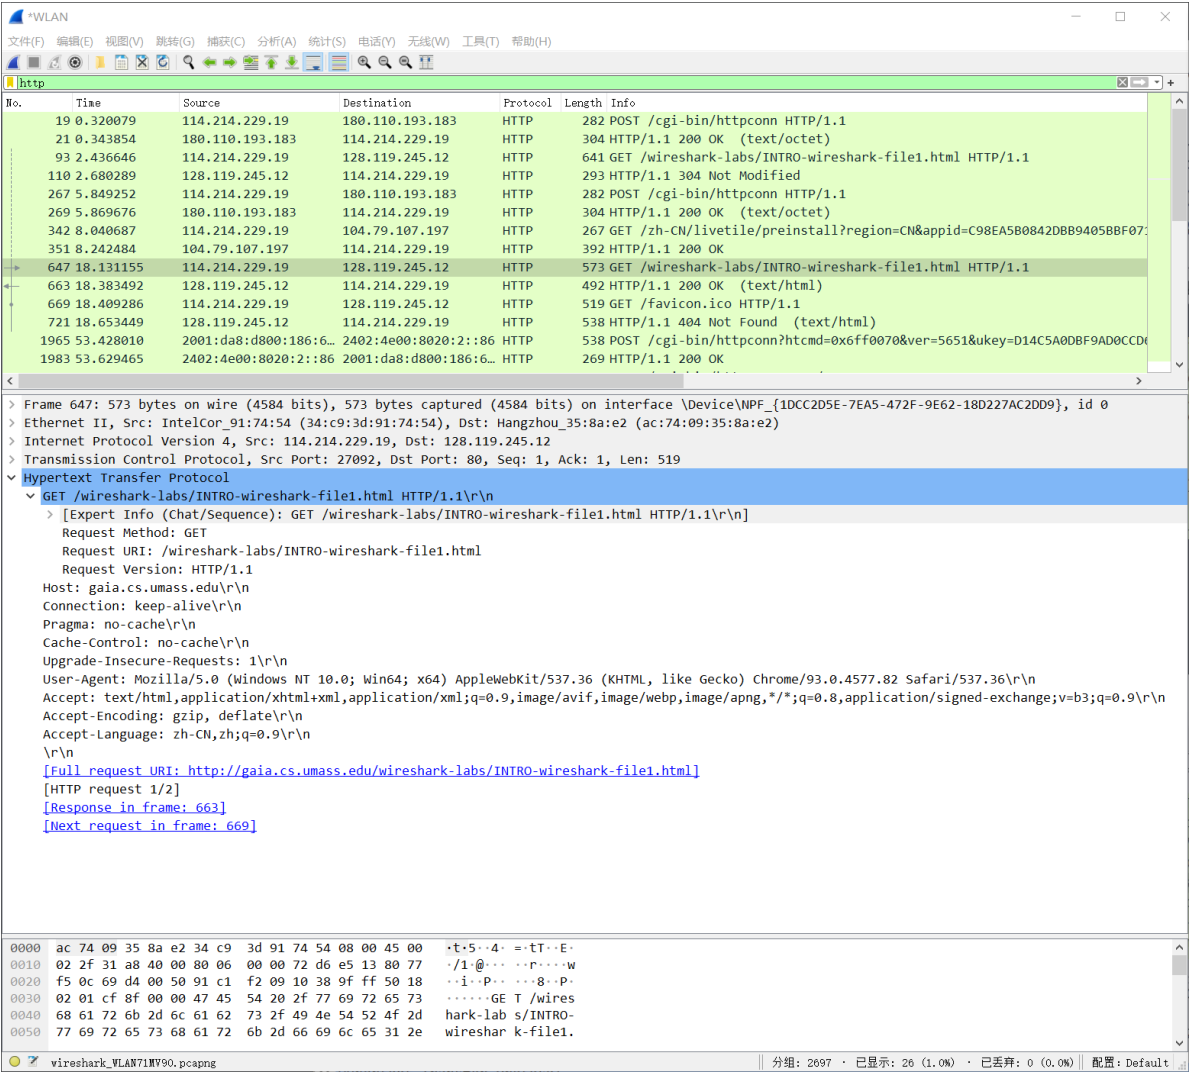 *WLAN
文件(F) 编辑(E) 视图(V) 跳转(G) 捕获(C) 分析(A) 统计(S) 电话(Y) 无线(W) 工具(T) 帮助(H)
http
No. Time Source Destination Protocol Length Info
19 0.320079 114.214.229.19 180.110.193.183 HTTP 282 POST /cgi-bin/httpconn HTTP/1.1
21 0.343854 180.110.193.183 114.214.229.19 HTTP 304 HTTP/1.1 200 OK (text/octet)
93 2.436646 114.214.229.19 128.119.245.12 HTTP 641 GET /wireshark-labs/INTRO-wireshark-file1.html HTTP/1.1
110 2.680289 128.119.245.12 114.214.229.19 HTTP 293 HTTP/1.1 304 Not Modified
267 5.849252 114.214.229.19 180.110.193.183 HTTP 282 POST /cgi-bin/httpconn HTTP/1.1
269 5.869676 180.110.193.183 114.214.229.19 HTTP 304 HTTP/1.1 200 OK (text/octet)
342 8.040687 114.214.229.19 104.79.107.197 HTTP 267 GET /zh-CN/livetile/preinstall?region=CN&appid=C98EA5B0842DBB9405BBF071
351 8.242484 104.79.107.197 114.214.229.19 HTTP 392 HTTP/1.1 200 OK
647 18.131155 114.214.229.19 128.119.245.12 HTTP 573 GET /wireshark-labs/INTRO-wireshark-file1.html HTTP/1.1
663 18.383492 128.119.245.12 114.214.229.19 HTTP 492 HTTP/1.1 200 OK (text/html)
669 18.409286 114.214.229.19 128.119.245.12 HTTP 519 GET /favicon.ico HTTP/1.1
721 18.653449 128.119.245.12 114.214.229.19 HTTP 538 HTTP/1.1 404 Not Found (text/html)
1965 53.428010 2001:da8:d800:186:6… 2402:4e00:8020:2::86 HTTP 538 POST /cgi-bin/httpconn?htcmd=0x6ff0070&ver=5651&ukey=D14C5A0DBF9AD0CCD6
1983 53.629465 2402:4e00:8020:2::86 2001:da8:d800:186:6… HTTP 269 HTTP/1.1 200 OK
Frame 647: 573 bytes on wire (4584 bits), 573 bytes captured (4584 bits) on interface \Device\NPF_{1DCC2D5E-7EA5-472F-9E62-18D227AC2DD9}, id 0
Ethernet II, Src: IntelCor_91:74:54 (34:c9:3d:91:74:54), Dst: Hangzhou_35:8a:e2 (ac:74:09:35:8a:e2)
Internet Protocol Version 4, Src: 114.214.229.19, Dst: 128.119.245.12
Transmission Control Protocol, Src Port: 27092, Dst Port: 80, Seq: 1, Ack: 1, Len: 519
Hypertext Transfer Protocol
GET /wireshark-labs/INTRO-wireshark-file1.html HTTP/1.1\r\n
[Expert Info (Chat/Sequence): GET /wireshark-labs/INTRO-wireshark-file1.html HTTP/1.1\r\n]
Request Method: GET
Request URI: /wireshark-labs/INTRO-wireshark-file1.html
Request Version: HTTP/1.1
Host: gaia.cs.umass.edu\r\n
Connection: keep-alive\r\n
Pragma: no-cache\r\n
Cache-Control: no-cache\r\n
Upgrade-Insecure-Requests: 1\r\n
User-Agent: Mozilla/5.0 (Windows NT 10.0; Win64; x64) AppleWebKit/537.36 (KHTML, like Gecko) Chrome/93.0.4577.82 Safari/537.36\r\n
Accept: text/html,application/xhtml+xml,application/xml;q=0.9,image/avif,image/webp,image/apng,*/*;q=0.8,application/signed-exchange;v=b3;q=0.9\r\n
Accept-Encoding: gzip, deflate\r\n
Accept-Language: zh-CN,zh;q=0.9\r\n
\r\n
[Full request URI: http://gaia.cs.umass.edu/wireshark-labs/INTRO-wireshark-file1.html]
[HTTP request 1/2]
[Response in frame: 663]
[Next request in frame: 669]
0000 ac 74 09 35 8a e2 34 c9 3d 91 74 54 08 00 45 00 ·t·5··4· =·tT··E·
0010 02 2f 31 a8 40 00 80 06 00 00 72 d6 e5 13 80 77 ·/1·@··· ··r····w
0020 f5 0c 69 d4 00 50 91 c1 f2 09 10 38 9f ff 50 18 ··i··P·· ···8··P·
0030 02 01 cf 8f 00 00 47 45 54 20 2f 77 69 72 65 73 ······GE T /wires
0040 68 61 72 6b 2d 6c 61 62 73 2f 49 4e 54 52 4f 2d hark-lab s/INTRO-
0050 77 69 72 65 73 68 61 72 6b 2d 66 69 6c 65 31 2e wireshar k-file1.
wireshark_WLAN71MV90.pcapng 分组: 2697 · 已显示: 26 (1.0%) · 已丢弃: 0 (0.0%) 配置: Default